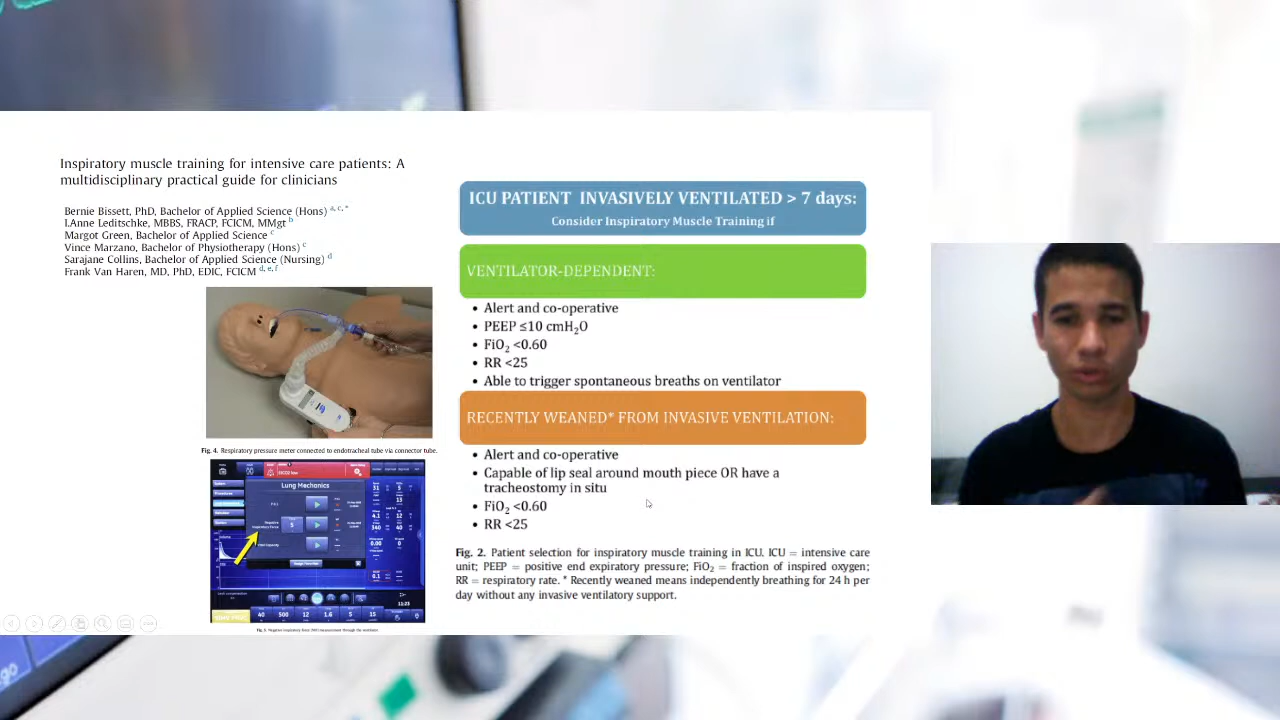 Inspiratory muscle training for intensive care patients: A
multidisciplinary practical guide for clinicians
Bernie Bissett, PhD, Bachelor of Applied Science (Hons) a, c, *
I.Anne Leditschke, MBBS, FRACP, FCICM, MMgt b
Margot Green, Bachelor of Applied Science c
Vince Marzano, Bachelor of Physiotherapy (Hons) c
Sarajane Collins, Bachelor of Applied Science (Nursing) d
Frank Van Haren, MD, PhD, EDIC, FCICM d, e, f
Fig. 4. Respiratory pressure meter connected to endotracheal tube via connector tube.
Lung Mechanics
ICU PATIENT INVASIVELY VENTILATED > 7 days:
Consider Inspiratory Muscle Training if
VENTILATOR-DEPENDENT:
• Alert and co-operative
• PEEP ≤10 cmH₂O
• FiO₂ <0.60
• RR <25
• Able to trigger spontaneous breaths on ventilator
RECENTLY WEANED* FROM INVASIVE VENTILATION:
• Alert and co-operative
• Capable of lip seal around mouth piece OR have a
tracheostomy in situ
• FiO₂ <0.60
• RR <25
Fig. 2. Patient selection for inspiratory muscle training in ICU. ICU = intensive care
unit; PEEP = positive end expiratory pressure; FiO₂ = fraction of inspired oxygen;
RR = respiratory rate. * Recently weaned means independently breathing for 24 h per
day without any invasive ventilatory support.